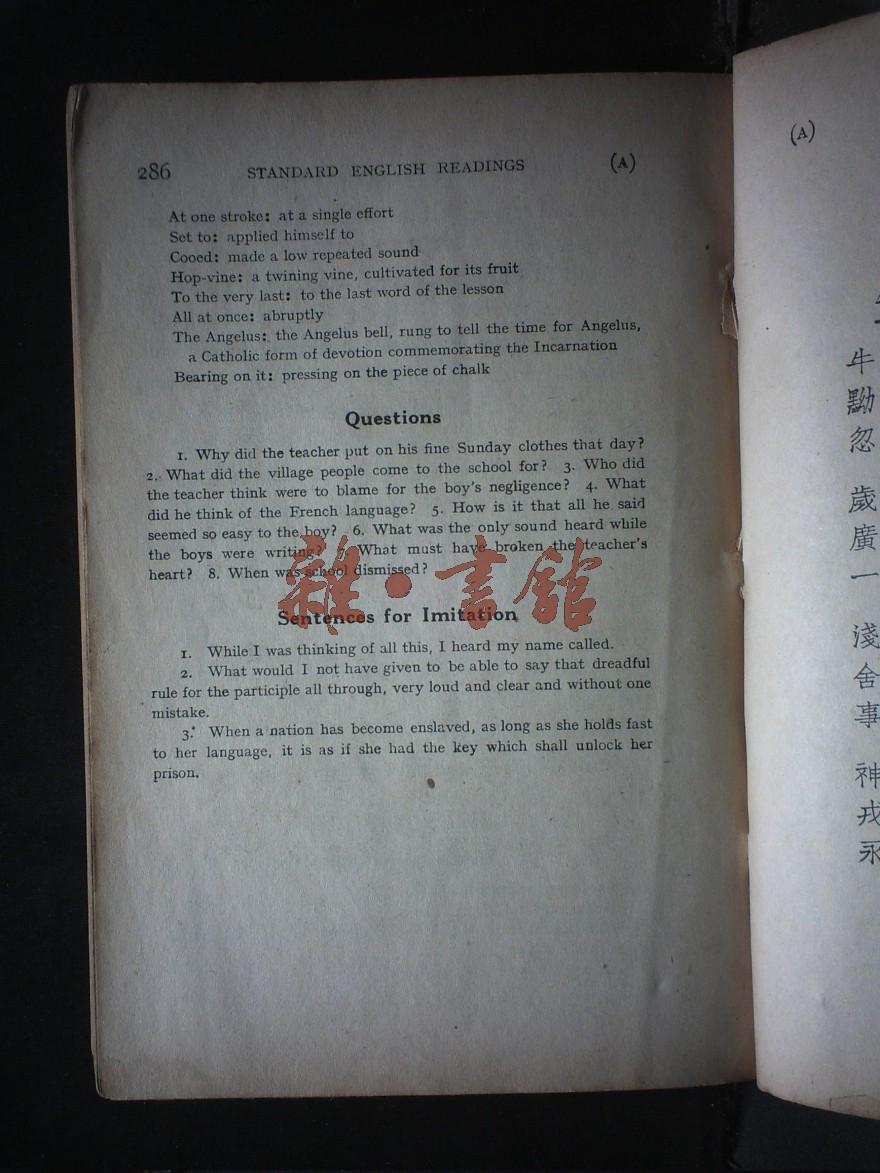 286 STANDARD ENGLISH READINGS (A)
At one stroke: at a single effort
Set to: applied himself to
Cooed: made a low repeated sound
Hop-vine: a twining vine, cultivated for its fruit
To the very last: to the last word of the lesson
All at once: abruptly
The Angelus: the Angelus bell, rung to tell the time for Angelus,
a Catholic form of devotion commemorating the Incarnation
Bearing on it: pressing on the piece of chalk
Questions
1. Why did the teacher put on his fine Sunday clothes that day?
2. What did the village people come to the school for? 3. Who did
the teacher think were to blame for the boy's negligence? 4. What
did he think of the French language? 5. How is it that all he said
seemed so easy to the boy? 6. What was the only sound heard while
the boys were writing? 7. What must have broken the teacher's
heart? 8. When was school dismissed?
雜·書館
Sentences for Imitation
1. While I was thinking of all this, I heard my name called.
2. What would I not have given to be able to say that dreadful
rule for the participle all through, very loud and clear and without one
mistake.
3. When a nation has become enslaved, as long as she holds fast
to her language, it is as if she had the key which shall unlock her
prison.
(A)
牛黝忽 歲廣一 淺舍事 神戎永